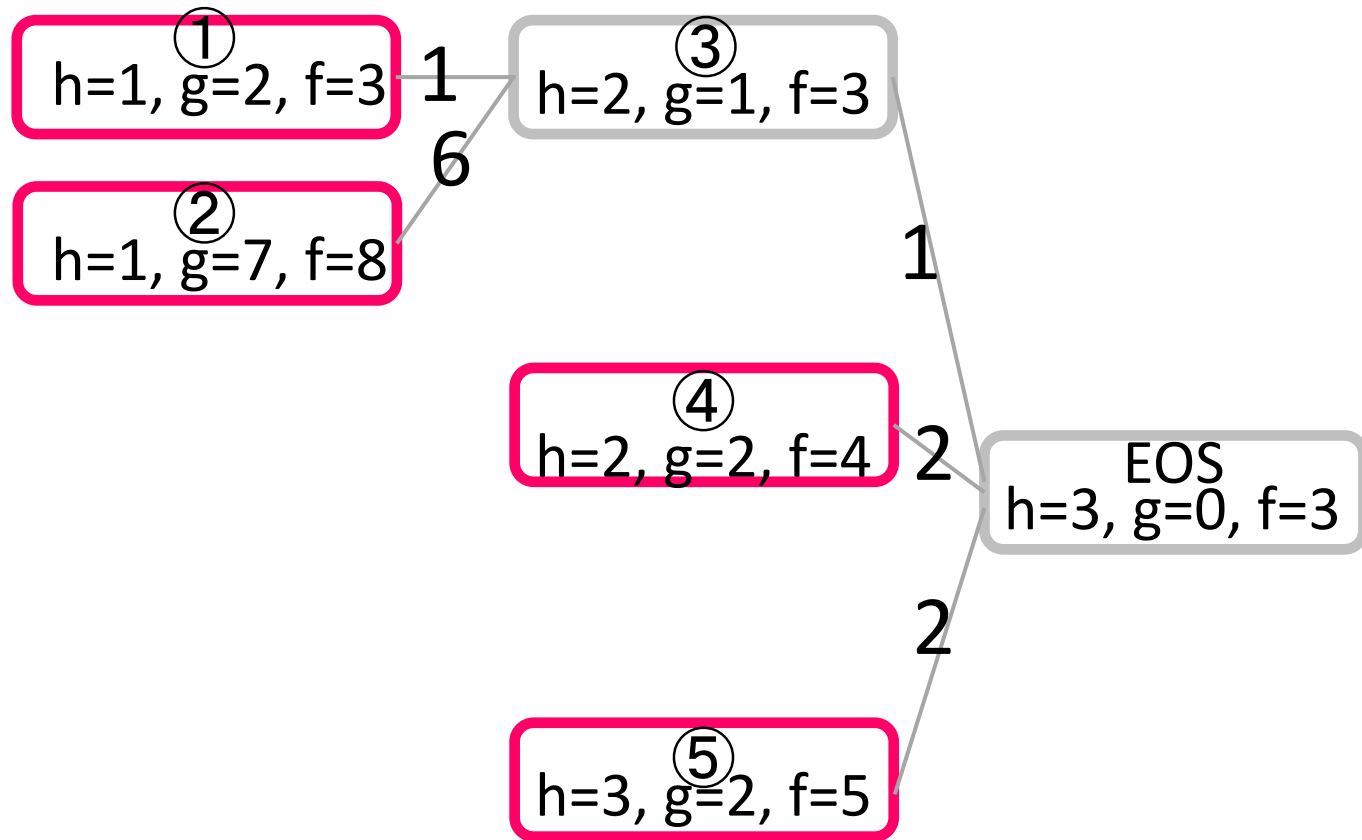 ①
h=1, g=2, f=3
1
③
h=2, g=1, f=3
6
②
h=1, g=7, f=8
1
④
h=2, g=2, f=4
2
EOS
h=3, g=0, f=3
2
⑤
h=3, g=2, f=5